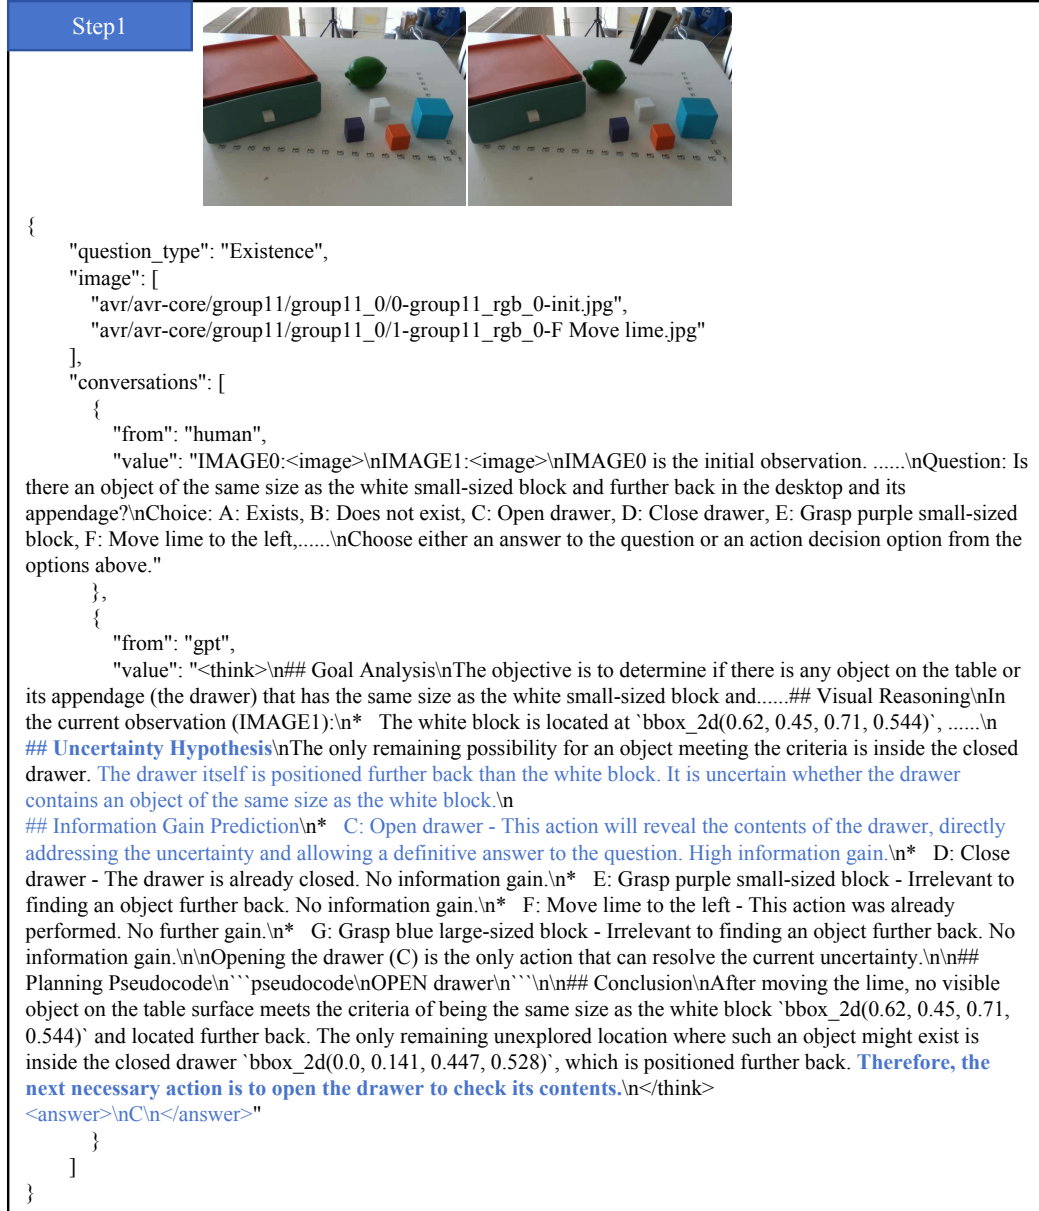 Step1
{
"question_type": "Existence",
"image": [
"avr/avr-core/group11/group11_0/0-group11_rgb_0-init.jpg",
"avr/avr-core/group11/group11_0/1-group11_rgb_0-F Move lime.jpg"
],
"conversations": [
{
"from": "human",
"value": "IMAGE0:<image>\nIMAGE1:<image>\nIMAGE0 is the initial observation. ......\nQuestion: Is
there an object of the same size as the white small-sized block and further back in the desktop and its
appendage?\nChoice: A: Exists, B: Does not exist, C: Open drawer, D: Close drawer, E: Grasp purple small-sized
block, F: Move lime to the left,......\nChoose either an answer to the question or an action decision option from the
options above."
},
{
"from": "gpt",
"value": "<think>\n## Goal Analysis\nThe objective is to determine if there is any object on the table or
its appendage (the drawer) that has the same size as the white small-sized block and......## Visual Reasoning\nIn
the current observation (IMAGE1):\n*   The white block is located at `bbox_2d(0.62, 0.45, 0.71, 0.544)`, ......\n
## Uncertainty Hypothesis\nThe only remaining possibility for an object meeting the criteria is inside the closed
drawer. The drawer itself is positioned further back than the white block. It is uncertain whether the drawer
contains an object of the same size as the white block.\n
## Information Gain Prediction\n*   C: Open drawer - This action will reveal the contents of the drawer, directly
addressing the uncertainty and allowing a definitive answer to the question. High information gain.\n*   D: Close
drawer - The drawer is already closed. No information gain.\n*   E: Grasp purple small-sized block - Irrelevant to
finding an object further back. No information gain.\n*   F: Move lime to the left - This action was already
performed. No further gain.\n*   G: Grasp blue large-sized block - Irrelevant to finding an object further back. No
information gain.\n\nOpening the drawer (C) is the only action that can resolve the current uncertainty.\n\n##
Planning Pseudocode\n```pseudocode\nOPEN drawer\n```\n\n## Conclusion\nAfter moving the lime, no visible
object on the table surface meets the criteria of being the same size as the white block `bbox_2d(0.62, 0.45, 0.71,
0.544)` and located further back. The only remaining unexplored location where such an object might exist is
inside the closed drawer `bbox_2d(0.0, 0.141, 0.447, 0.528)`, which is positioned further back. Therefore, the
next necessary action is to open the drawer to check its contents.\n</think>
<answer>\nC\n</answer>"
}
]
}